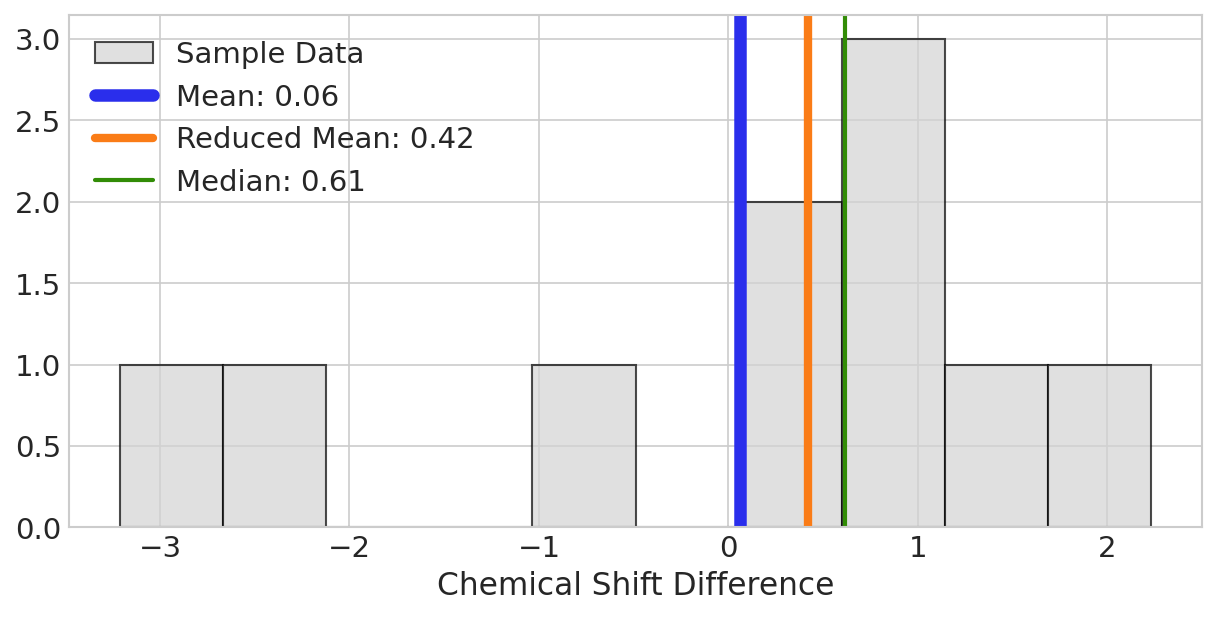 3.0
2.5
2.0
1.5
1.0
0.5
0.0
Sample Data
Mean: 0.06
Reduced Mean: 0.42
Median: 0.61
−3 −2 −1 0 1 2
Chemical Shift Difference